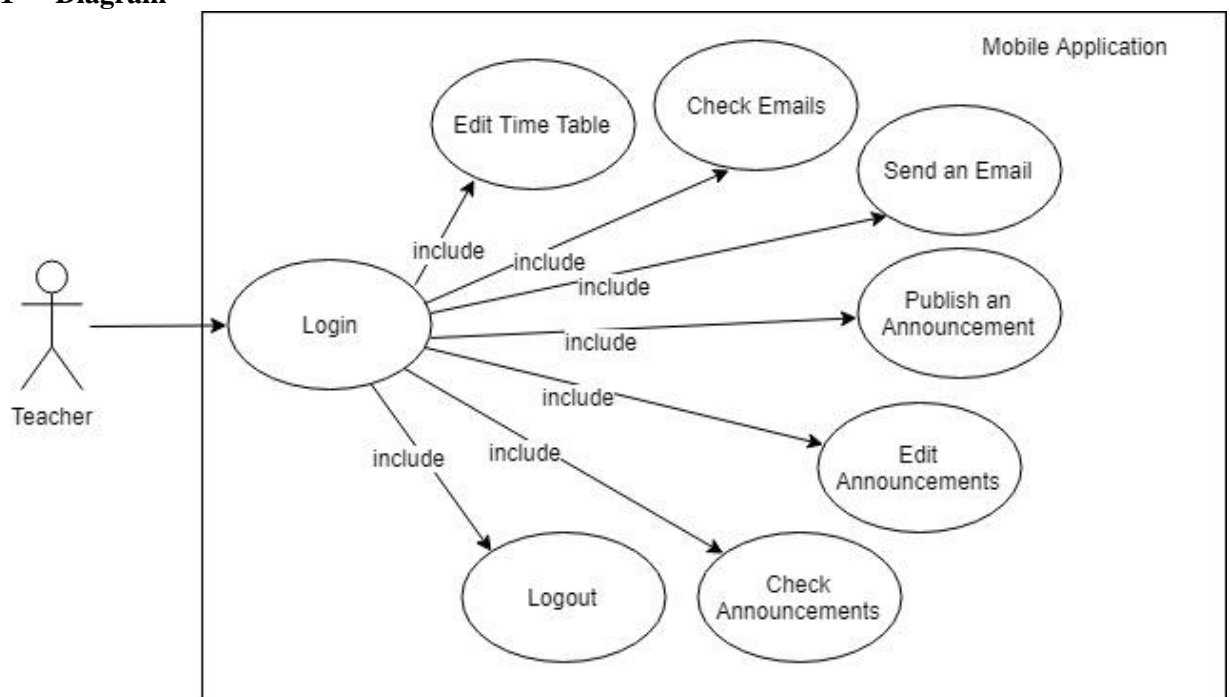 Diagram
Mobile Application
Edit Time Table
Check Emails
Send an Email
include
include
include
Publish an
Announcement
Login
include
Teacher
include
include
include
Edit
Announcements
Logout
Check
Announcements